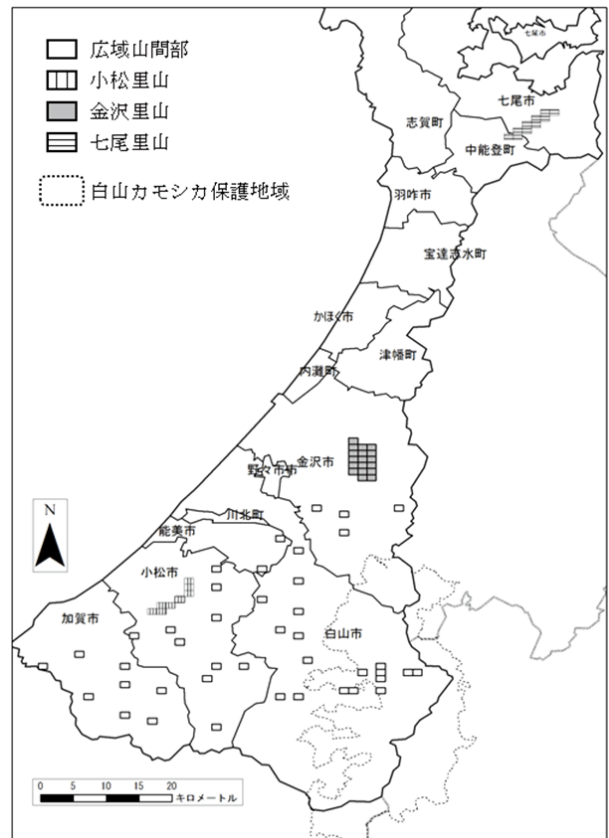 広域山間部
小松里山
金沢里山
七尾里山
白山カモシカ保護地域
七尾市
七尾市
志賀町
中能登町
羽咋市
宝達志水町
かほく市
津幡町
内灘町
金沢市
野々市市
川北町
能美市
小松市
加賀市
白山市
N
0 5 10 15 20
キロメートル